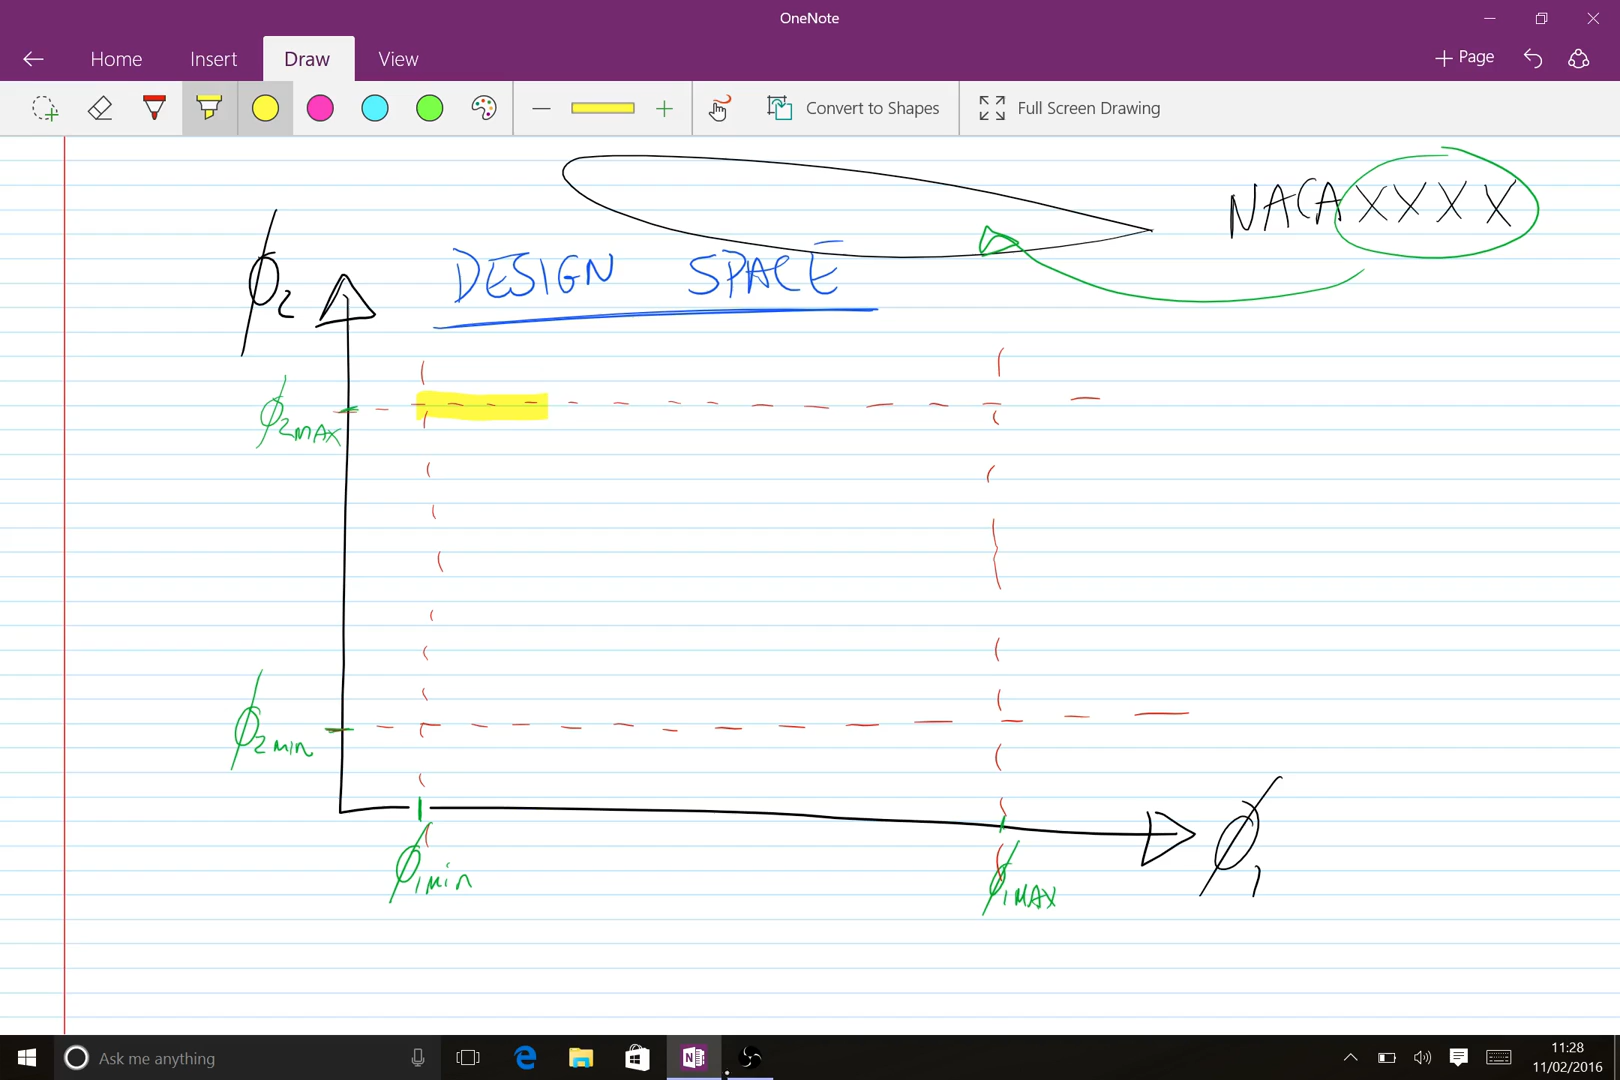 OneNote
Home Insert Draw View
Page
Convert to Shapes
Full Screen Drawing
NACA XXXX
ϕ2
DESIGN SPACE
ϕ2MAX
ϕ2min
ϕ1min
ϕ1MAX
ϕ1
Ask me anything
11:28
11/02/2016